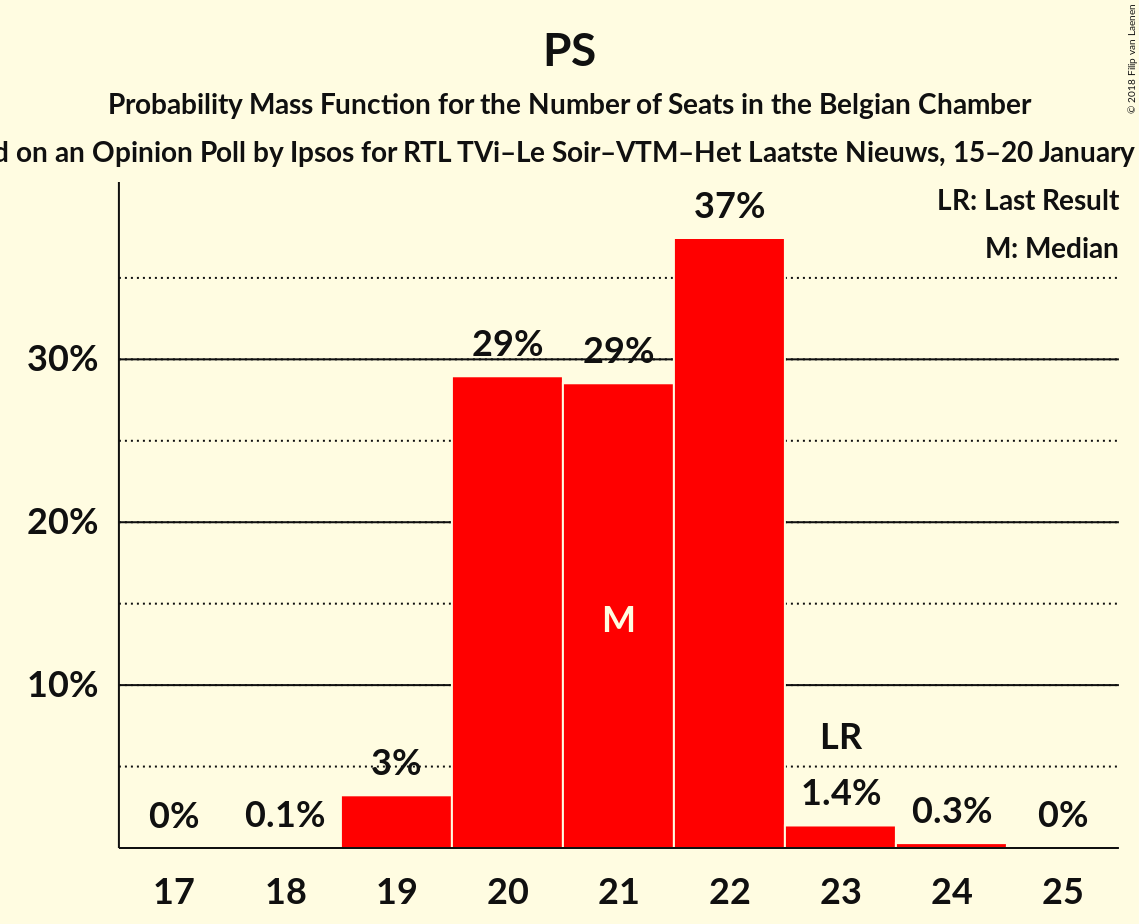 PS
Probability Mass Function for the Number of Seats in the Belgian Chamber
on an Opinion Poll by Ipsos for RTL TVi–Le Soir–VTM–Het Laatste Nieuws, 15–20 January
© 2018 Filip van Laenen
LR: Last Result
M: Median
37%
29%
29%
30%
20%
M
10%
LR
3%
1.4%
0.3%
0%
0.1%
0%
17
18
19
20
21
22
23
24
25